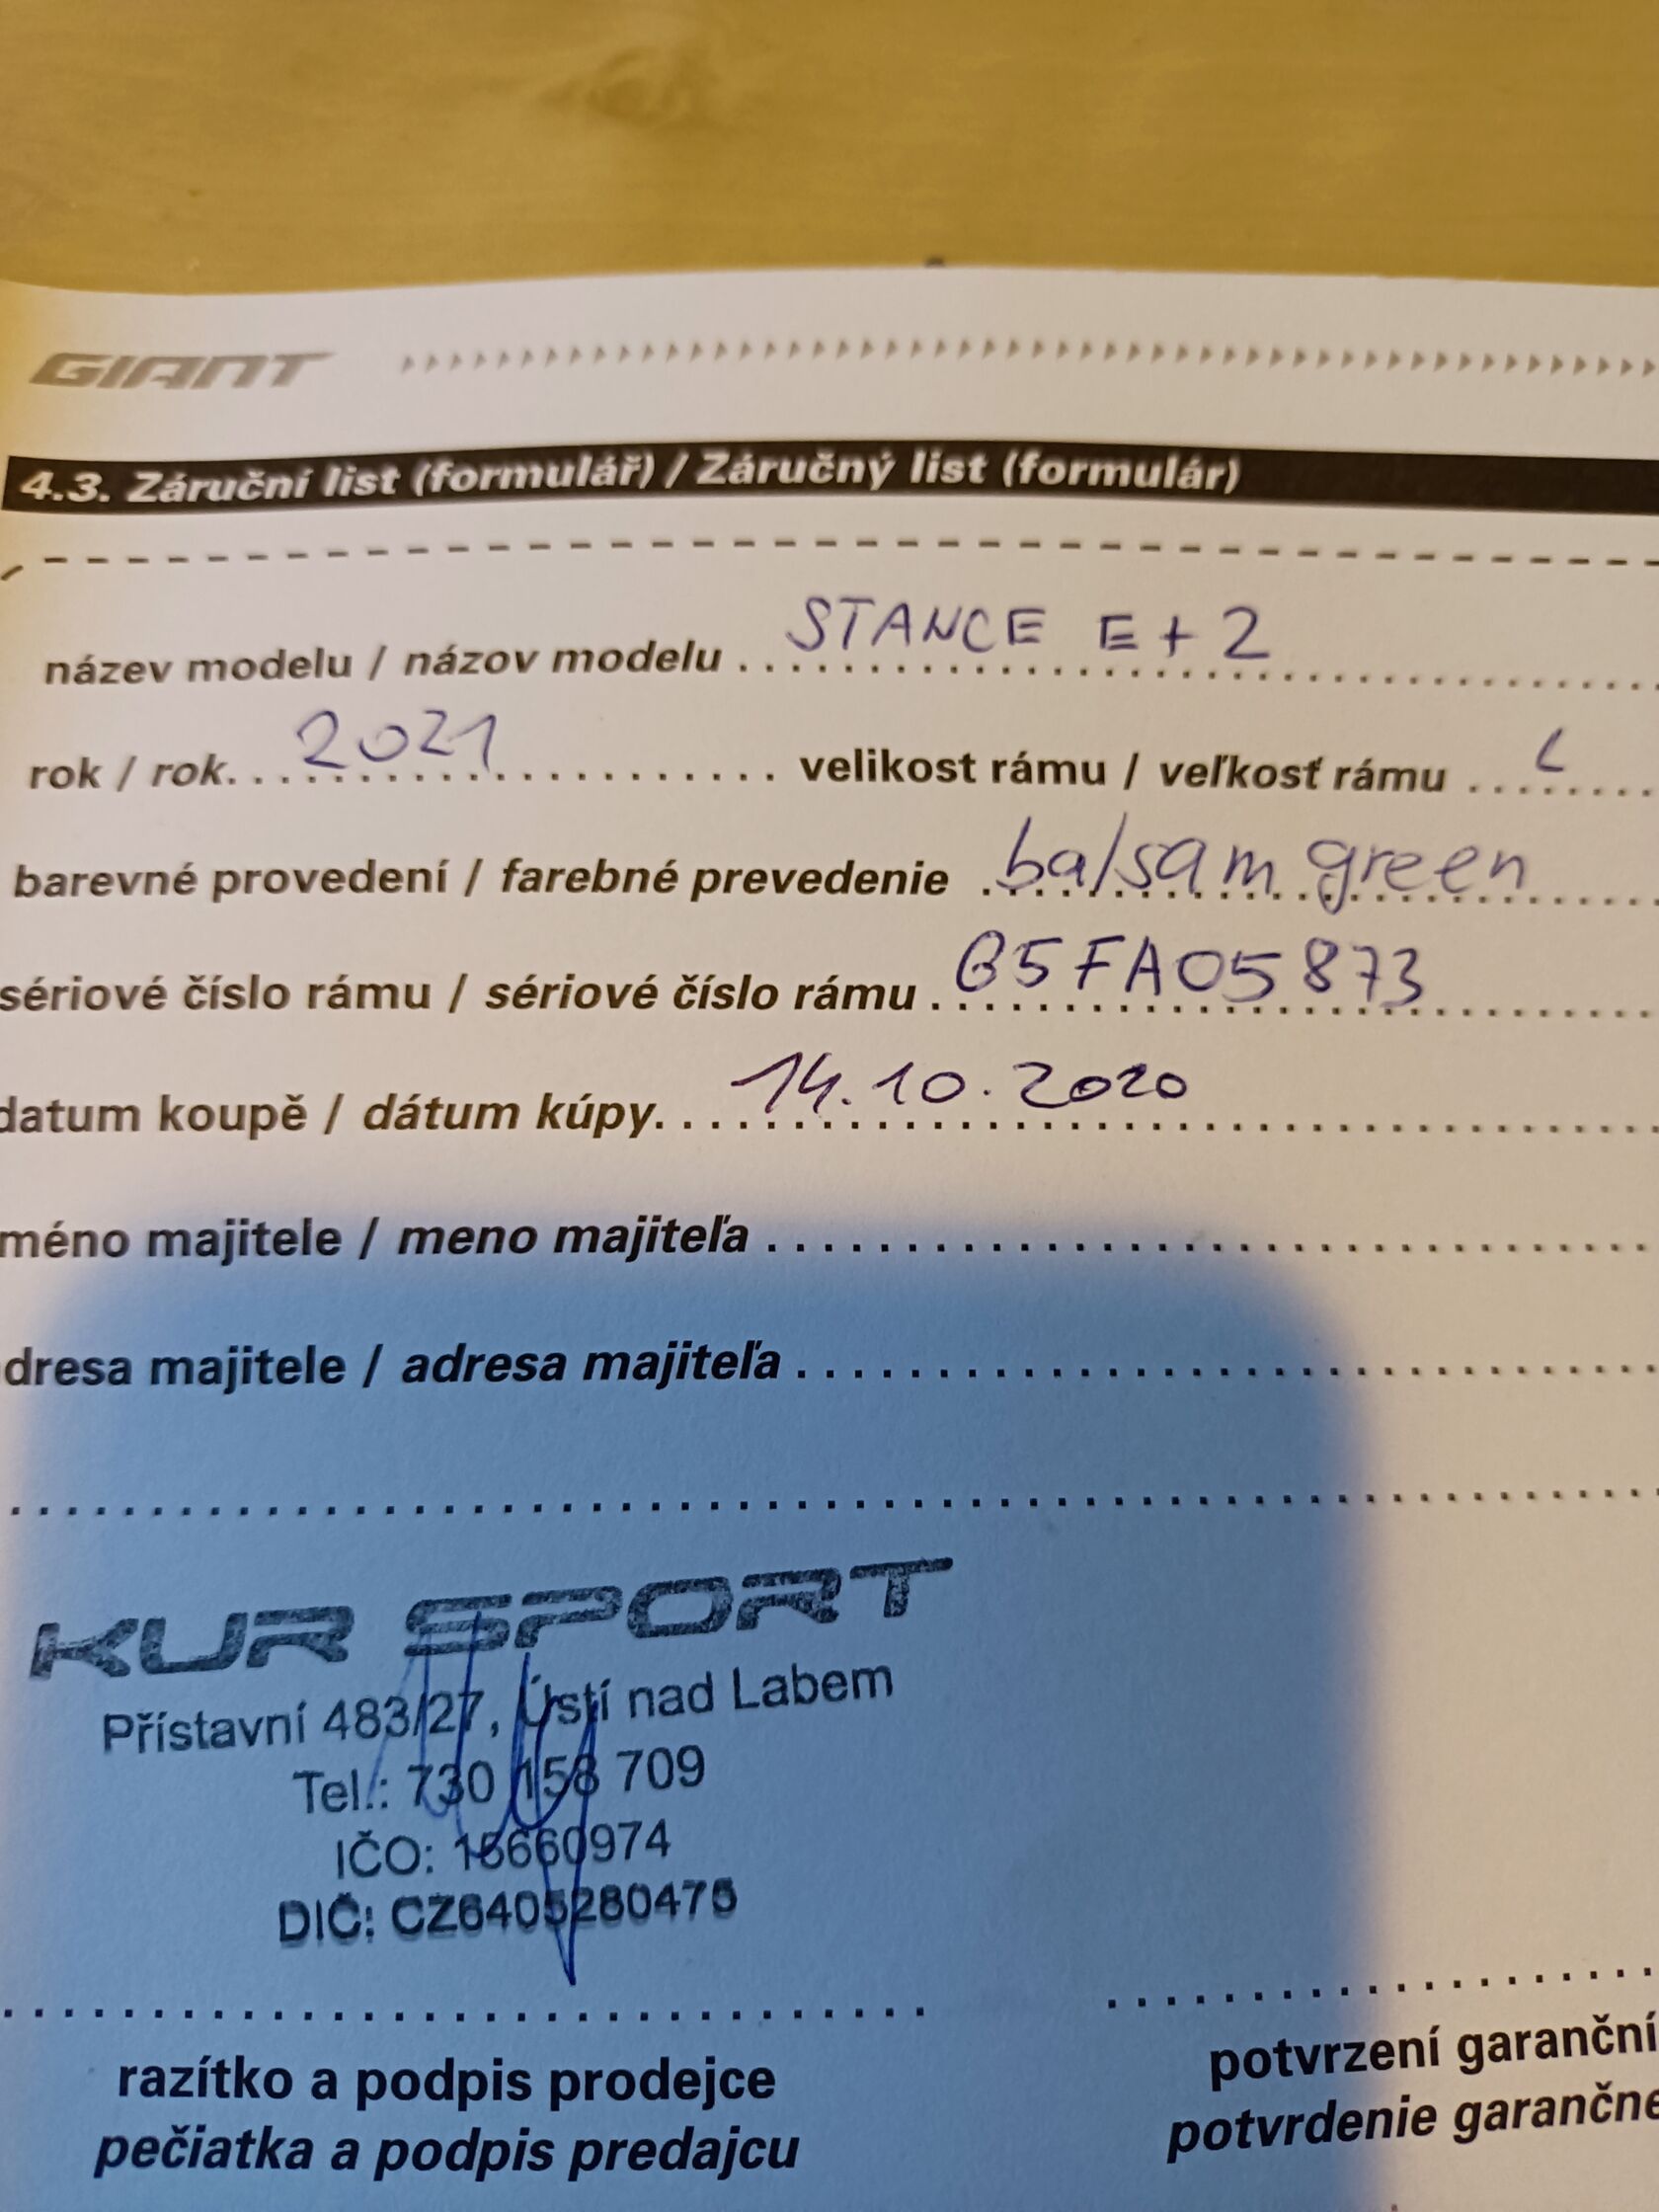 GIANT
4.3. Záruční list (formulář) / Záručný list (formulár)
název modelu / názov modelu STANCE E+2
rok / rok 2021 velikost rámu / veľkosť rámu L
barevné provedení / farebné prevedenie balsam green
sériové číslo rámu / sériové číslo rámu B5FA05873
datum koupě / dátum kúpy 14.10.2020
méno majitele / meno majiteľa
dresa majitele / adresa majiteľa
KUR SPORT
Přístavní 483/27, Ústí nad Labem
Tel.: 730 158 709
IČO: 15660974
DIČ: CZ6405280475
razítko a podpis prodejce
pečiatka a podpis predajcu
potvrzení garanční
potvrdenie garančne